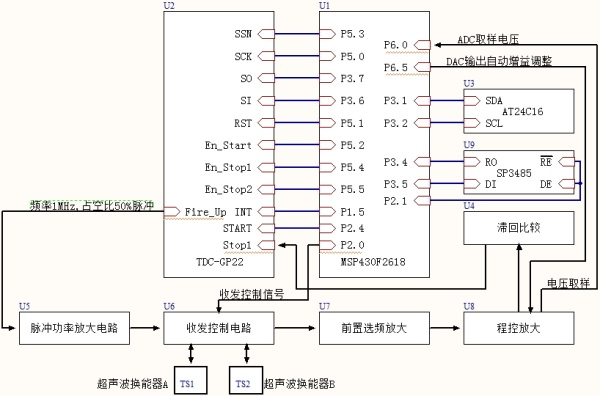 U2
U1
SSN
P5.3
P6.0
ADC取样电压
SCK
P5.0
P6.5
DAC输出自动增益调整
SO
P3.7
U3
SI
P3.6
P3.1
SDA
AT24C16
RST
P5.1
P3.2
SCL
En_Start
P5.2
U9
En_Stop1
P5.4
P3.4
RO
RE
SP3485
En_Stop2
P5.5
P3.5
DI
DE
P2.1
频率1MHz,占空比50%脉冲
Fire_Up
INT
P1.5
U4
START
P2.4
滞回比较
Stop1
P2.0
TDC-GP22
MSP430F2618
收发控制信号
电压取样
U5
U6
U7
U8
脉冲功率放大电路
收发控制电路
前置选频放大
程控放大
超声波换能器A
TS1
TS2
超声波换能器B